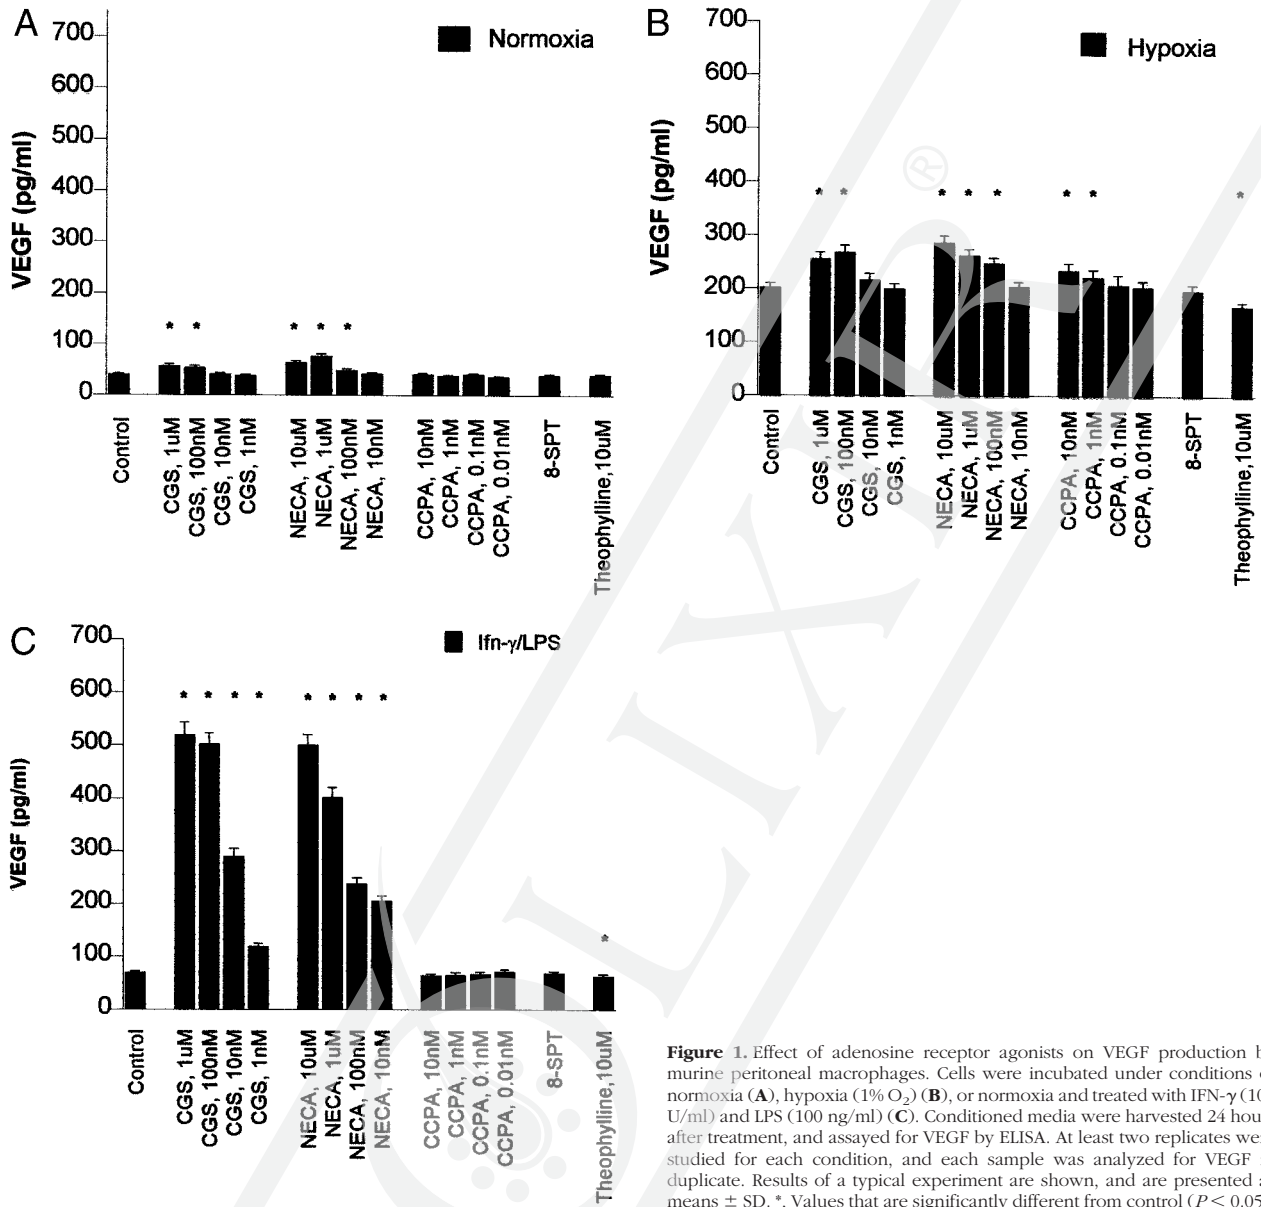 A
Normoxia
VEGF (pg/ml)
700
600
500
400
300
200
100
0
* * * * *
Control
CGS, 1uM
CGS, 100nM
CGS, 10nM
CGS, 1nM
NECA, 10uM
NECA, 1uM
NECA, 100nM
NECA, 10nM
CCPA, 10nM
CCPA, 1nM
CCPA, 0.1nM
CCPA, 0.01nM
8-SPT
Theophylline,10uM
B
Hypoxia
VEGF (pg/ml)
700
600
500
400
300
200
100
0
* * * * * * * *
Control
CGS, 1uM
CGS, 100nM
CGS, 10nM
CGS, 1nM
NECA, 10uM
NECA, 1uM
NECA, 100nM
NECA, 10nM
CCPA, 10nM
CCPA, 1nM
CCPA, 0.1nM
CCPA, 0.01nM
8-SPT
Theophylline,10uM
C
Ifn-γ/LPS
VEGF (pg/ml)
700
600
500
400
300
200
100
0
* * * * * * * * *
Control
CGS, 1uM
CGS, 100nM
CGS, 10nM
CGS, 1nM
NECA, 10uM
NECA, 1uM
NECA, 100nM
NECA, 10nM
CCPA, 10nM
CCPA, 1nM
CCPA, 0.1nM
CCPA, 0.01nM
8-SPT
Theophylline,10uM
Figure 1. Effect of adenosine receptor agonists on VEGF production
murine peritoneal macrophages. Cells were incubated under conditions
normoxia (A), hypoxia (1% O₂) (B), or normoxia and treated with IFN-γ
U/ml) and LPS (100 ng/ml) (C). Conditioned media were harvested 24
after treatment, and assayed for VEGF by ELISA. At least two replicates
studied for each condition, and each sample was analyzed for VEGF
duplicate. Results of a typical experiment are shown, and are presented
means ± SD. *, Values that are significantly different from control (P < 0.05
OLIXIR®